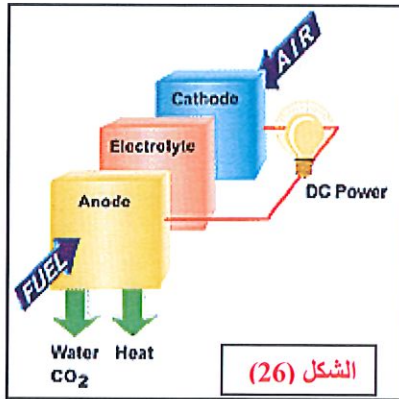 AIR
Cathode
Electrolyte
DC Power
Anode
FUEL
Water Heat
CO2
الشكل (26)